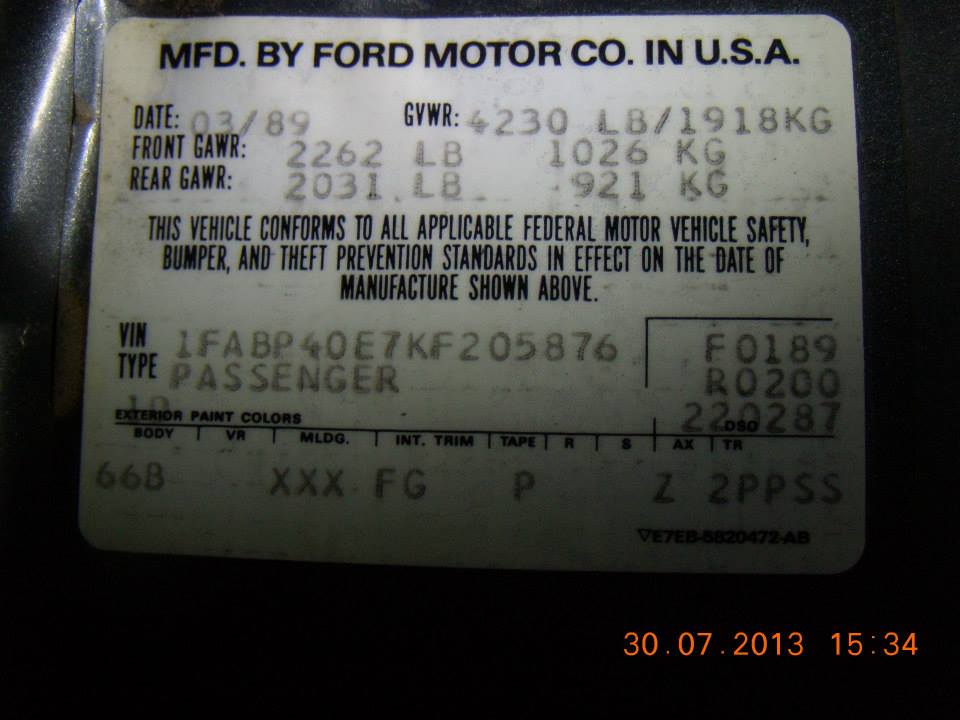 MFD. BY FORD MOTOR CO. IN U.S.A.
DATE: 03/89 GVWR: 4230 LB/1918KG
FRONT GAWR: 2262 LB 1026 KG
REAR GAWR: 2031 LB 921 KG
THIS VEHICLE CONFORMS TO ALL APPLICABLE FEDERAL MOTOR VEHICLE SAFETY,
BUMPER, AND THEFT PREVENTION STANDARDS IN EFFECT ON THE DATE OF
MANUFACTURE SHOWN ABOVE.
VIN 1FABP40E7KF205876 F0189
TYPE PASSENGER R0200
1D 220287
EXTERIOR PAINT COLORS DSO
BODY VR MLDG. INT. TRIM TAPE R S AX TR
66B XXX FG P Z 2PPSS
▽E7EB-5820472-AB
30.07.2013 15:34